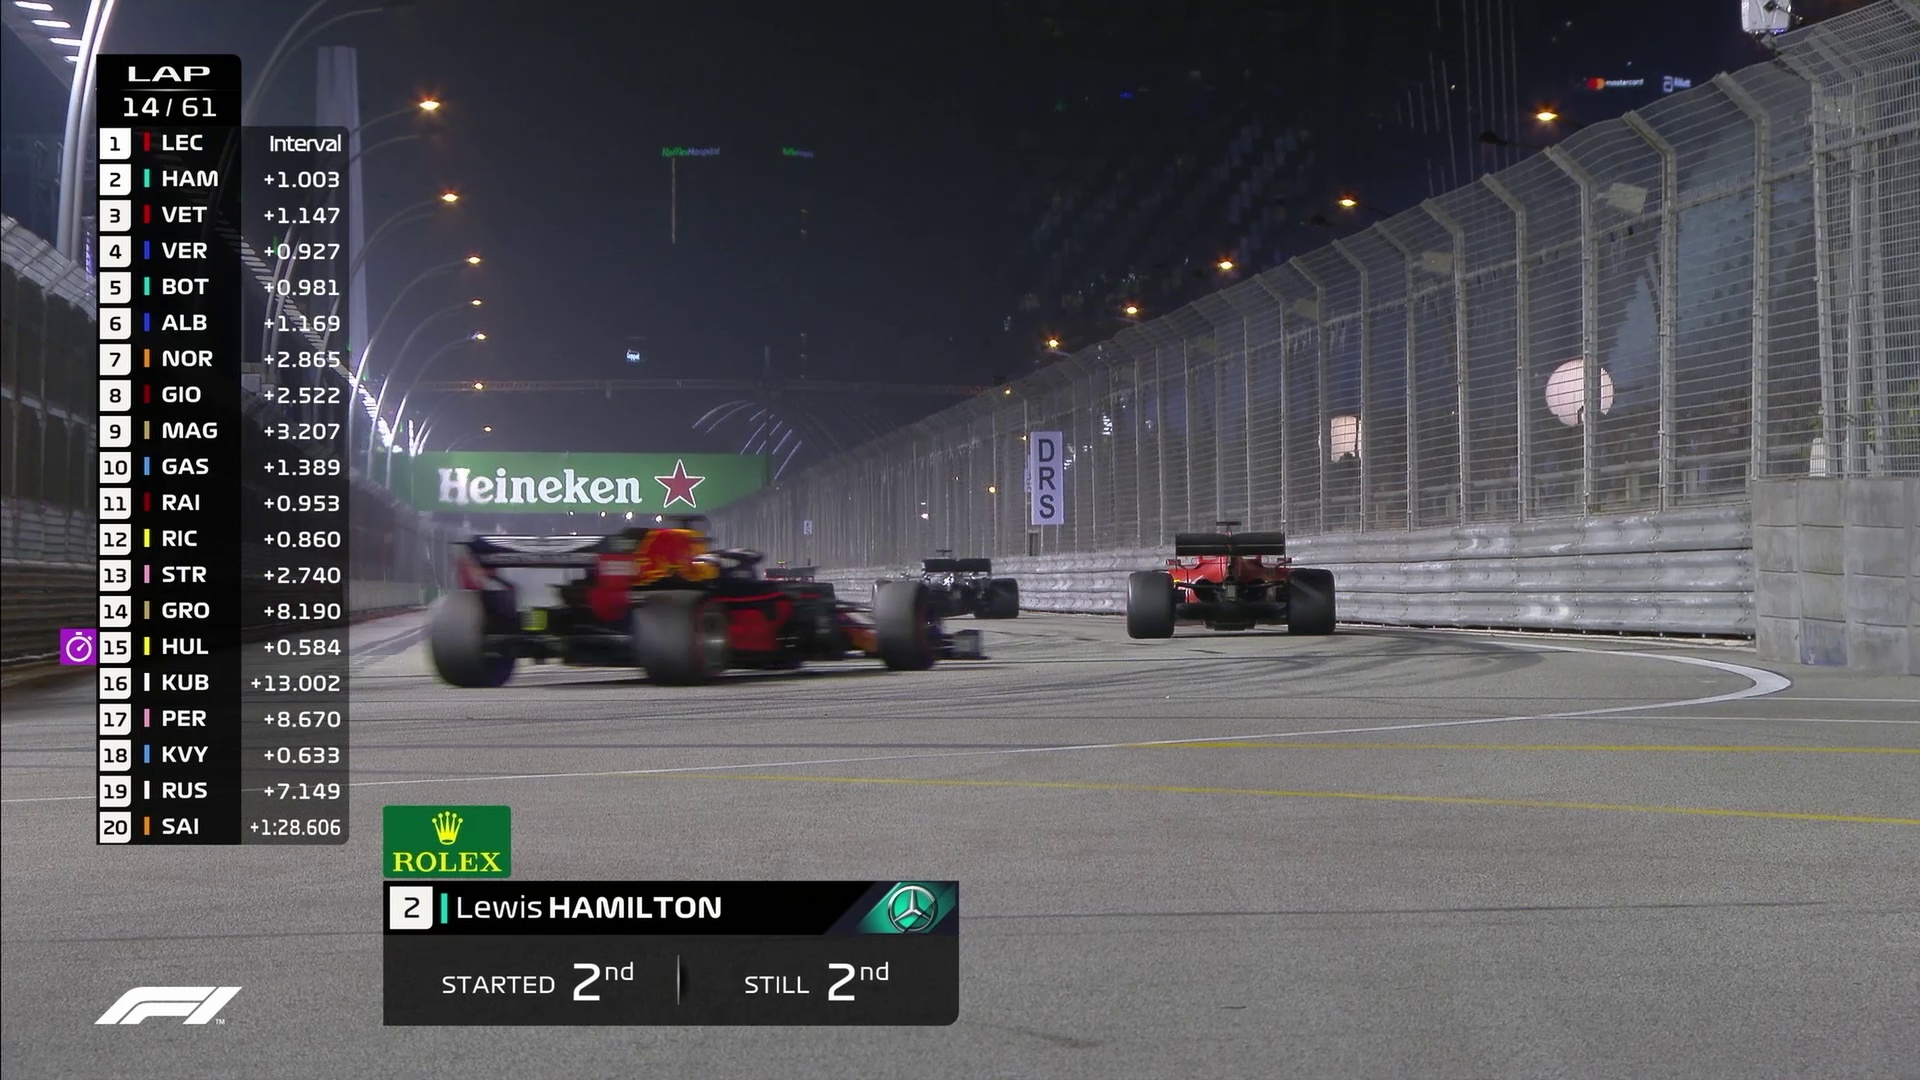 LAP
14 / 61
1 LEC Interval
2 HAM +1.003
3 VET +1.147
4 VER +0.927
5 BOT +0.981
6 ALB +1.169
7 NOR +2.865
8 GIO +2.522
9 MAG +3.207
10 GAS +1.389
11 RAI +0.953
12 RIC +0.860
13 STR +2.740
14 GRO +8.190
15 HUL +0.584
16 KUB +13.002
17 PER +8.670
18 KVY +0.633
19 RUS +7.149
20 SAI +1:28.606
mastercard
Raffles Hospital
Heineken
DRS
ROLEX
2 Lewis HAMILTON
STARTED 2nd | STILL 2nd
F1 TM